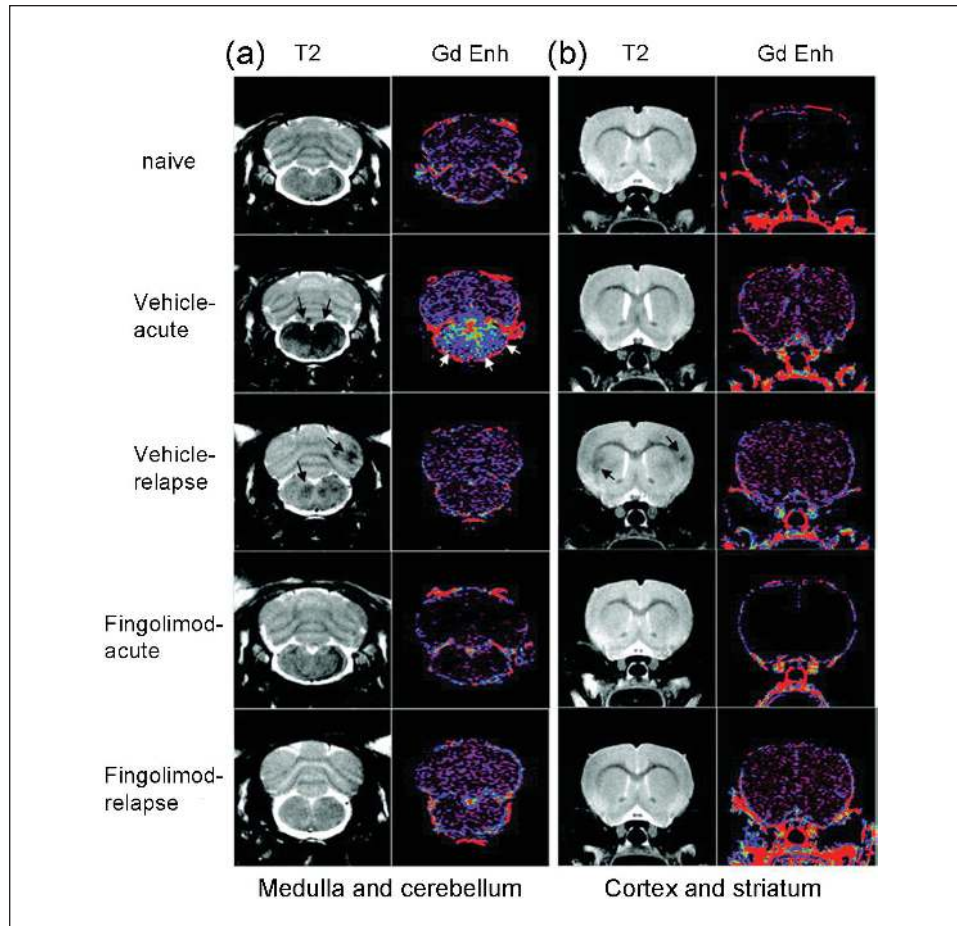 (a) (b)
T2 Gd Enh T2 Gd Enh
naive
Vehicle-
acute
Vehicle-
relapse
Fingolimod-
acute
Fingolimod-
relapse
Medulla and cerebellum Cortex and striatum